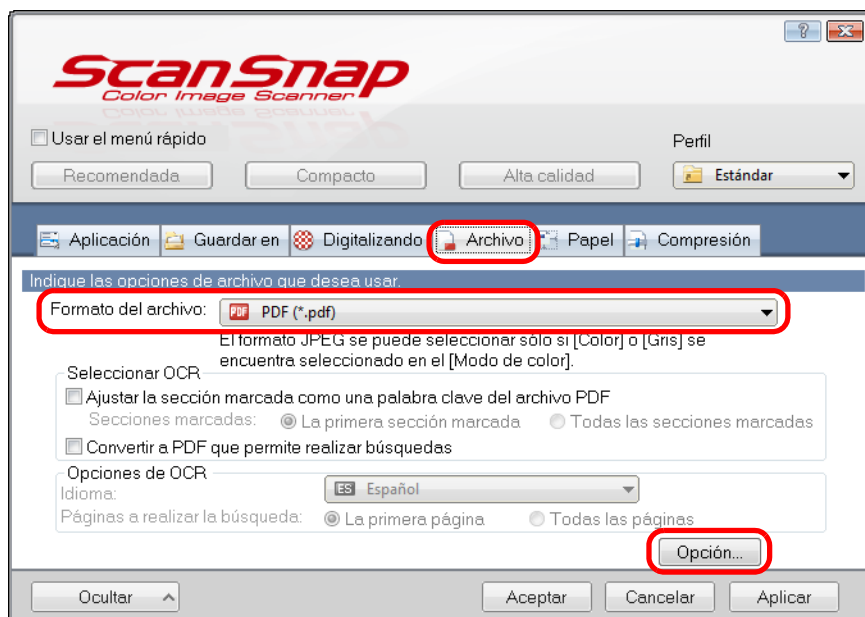 ScanSnap
Color Image Scanner
Usar el menú rápido
Perfil
Recomendada Compacto Alta calidad Estándar
Aplicación Guardar en Digitalizando Archivo Papel Compresión
Indique las opciones de archivo que desea usar.
Formato del archivo: PDF PDF (*.pdf)
El formato JPEG se puede seleccionar sólo si [Color] o [Gris] se
encuentra seleccionado en el [Modo de color].
Seleccionar OCR
Ajustar la sección marcada como una palabra clave del archivo PDF
Secciones marcadas: La primera sección marcada Todas las secciones marcadas
Convertir a PDF que permite realizar búsquedas
Opciones de OCR
Idioma: ES Español
Páginas a realizar la búsqueda: La primera página Todas las páginas
Opción...
Ocultar Aceptar Cancelar Aplicar